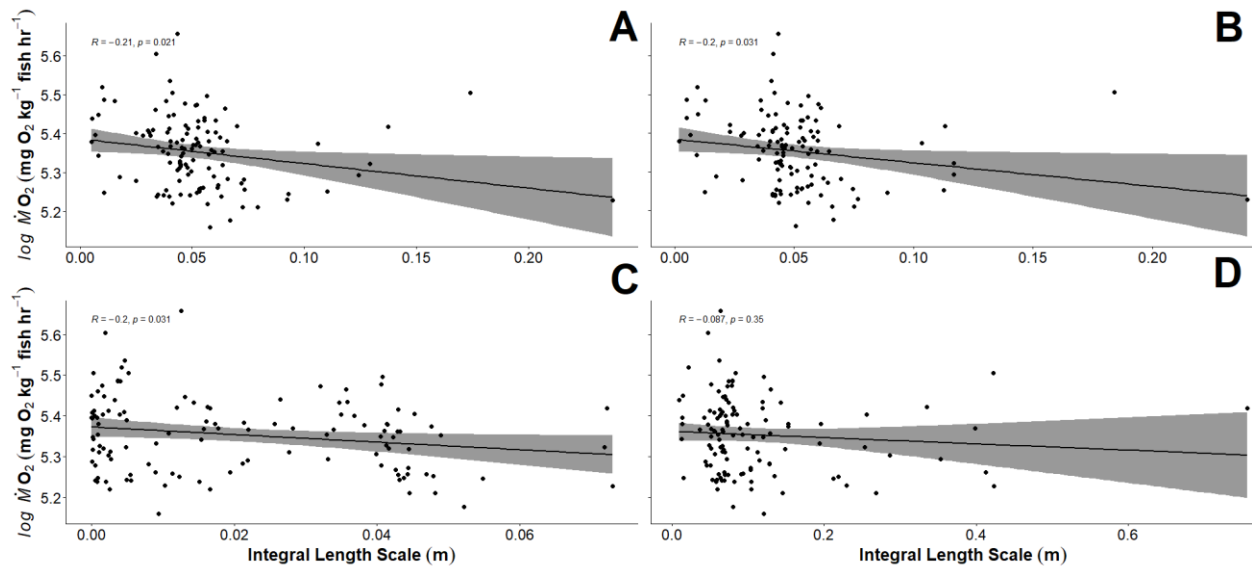 A
R = −0.21, p = 0.021
5.6
5.5
5.4
5.3
5.2
0.00 0.05 0.10 0.15 0.20
log ṀO₂ (mg O₂ kg⁻¹ fish hr⁻¹)
B
R = −0.2, p = 0.031
0.00 0.05 0.10 0.15 0.20
C
R = −0.2, p = 0.031
5.6
5.5
5.4
5.3
5.2
0.00 0.02 0.04 0.06
log ṀO₂ (mg O₂ kg⁻¹ fish hr⁻¹)
Integral Length Scale (m)
D
R = −0.087, p = 0.35
0.0 0.2 0.4 0.6
Integral Length Scale (m)